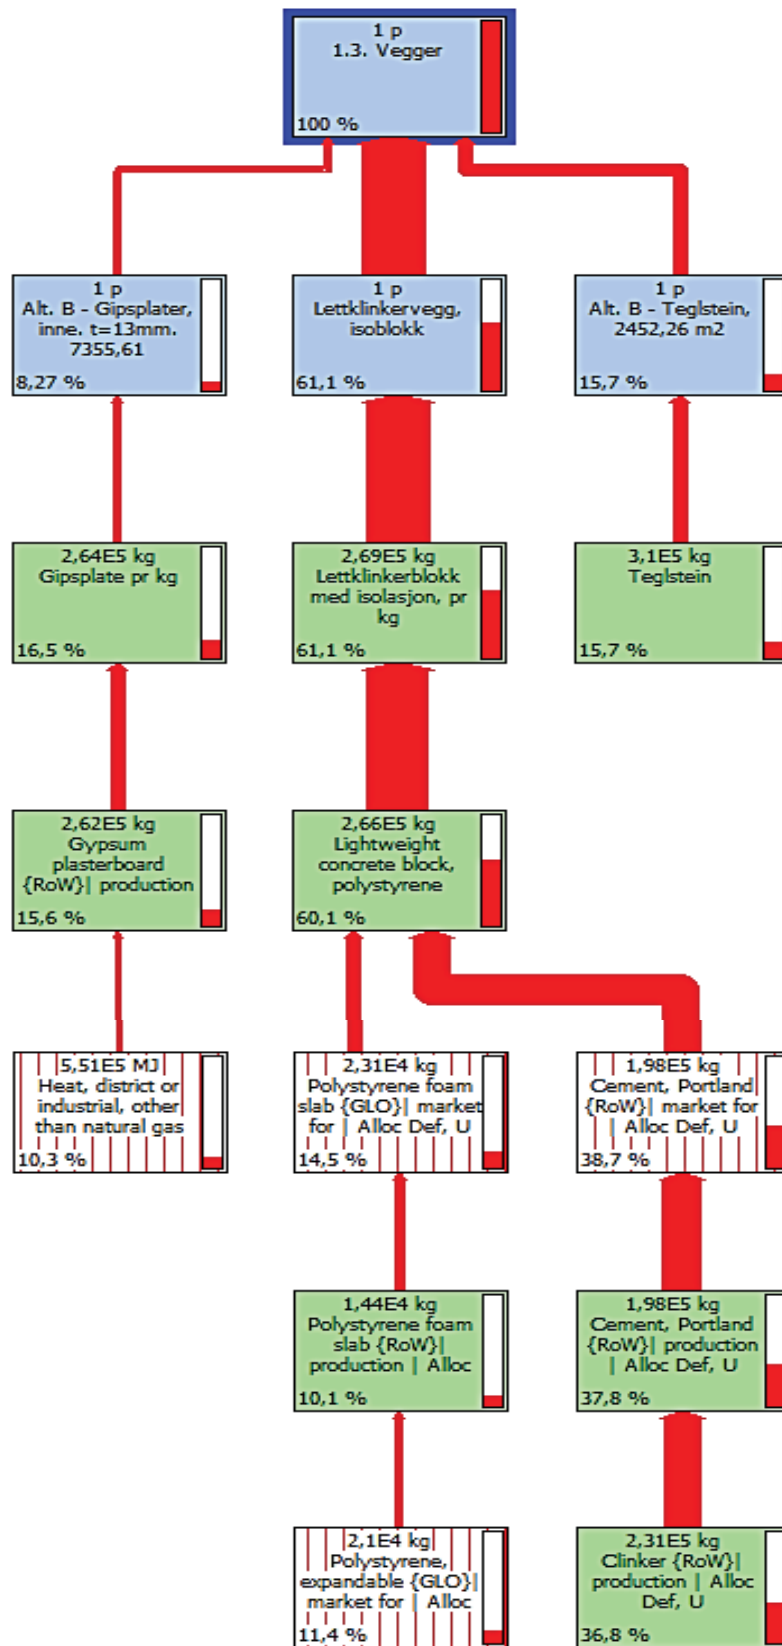 1 p
1.3. Vegger
100 %
1 p
Alt. B - Gipsplater,
inne. t=13mm.
7355,61
8,27 %
1 p
Lettklinkervegg,
isoblokk
61,1 %
1 p
Alt. B - Teglstein,
2452,26 m2
15,7 %
2,64E5 kg
Gipsplate pr kg
16,5 %
2,69E5 kg
Lettklinkerblokk
med isolasjon, pr
kg
61,1 %
3,1E5 kg
Teglstein
15,7 %
2,62E5 kg
Gypsum
plasterboard
{RoW}| production
15,6 %
2,66E5 kg
Lightweight
concrete block,
polystyrene
60,1 %
5,51E5 MJ
Heat, district or
industrial, other
than natural gas
10,3 %
2,31E4 kg
Polystyrene foam
slab {GLO}| market
for | Alloc Def, U
14,5 %
1,98E5 kg
Cement, Portland
{RoW}| market for
| Alloc Def, U
38,7 %
1,44E4 kg
Polystyrene foam
slab {RoW}|
production | Alloc
10,1 %
1,98E5 kg
Cement, Portland
{RoW}| production
| Alloc Def, U
37,8 %
2,1E4 kg
Polystyrene,
expandable {GLO}|
market for | Alloc
11,4 %
2,31E5 kg
Clinker {RoW}|
production | Alloc
Def, U
36,8 %